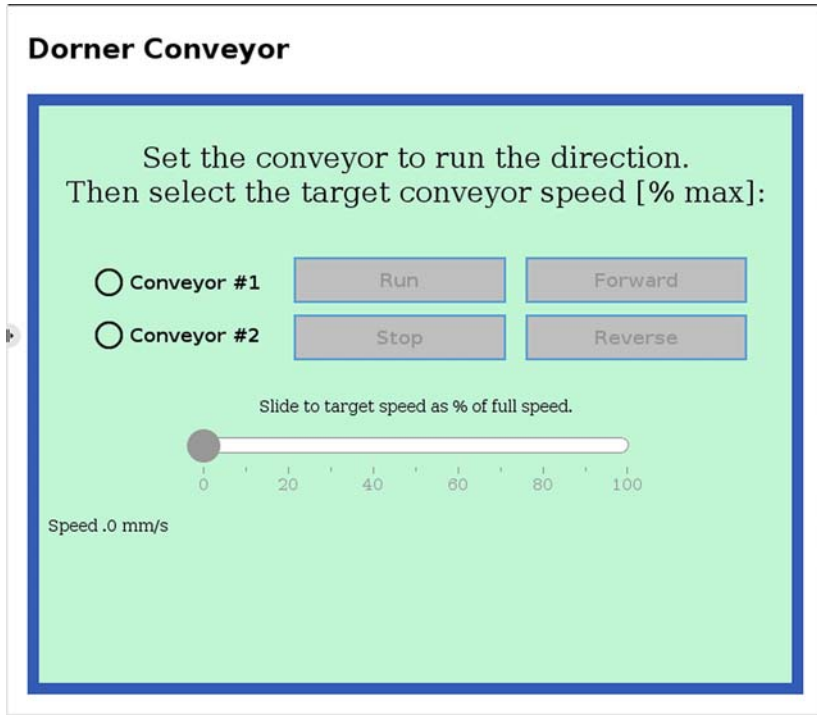 Dorner Conveyor
Set the conveyor to run the direction.
Then select the target conveyor speed [% max]:
Conveyor #1 Run Forward
Conveyor #2 Stop Reverse
Slide to target speed as % of full speed.
0 20 40 60 80 100
Speed .0 mm/s